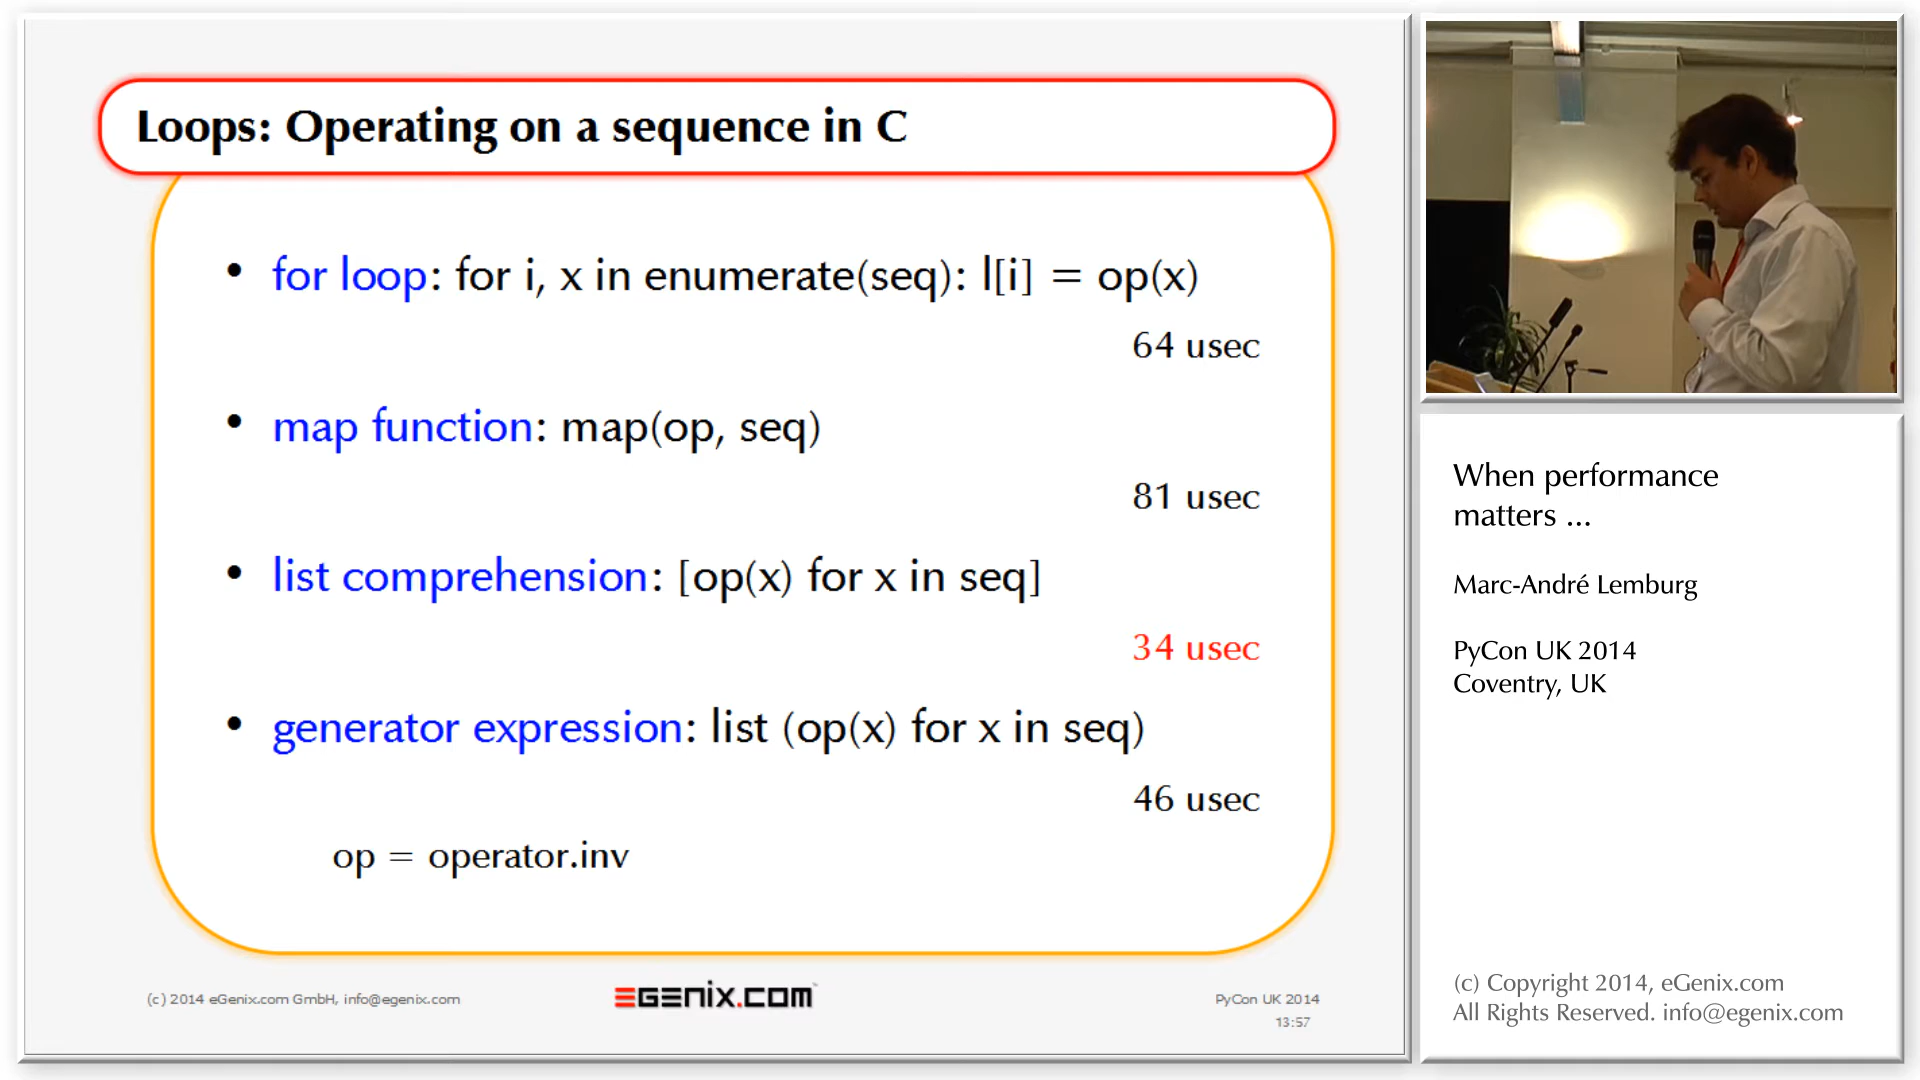 Loops: Operating on a sequence in C
• for loop: for i, x in enumerate(seq): l[i] = op(x)
64 usec
• map function: map(op, seq)
81 usec
• list comprehension: [op(x) for x in seq]
34 usec
• generator expression: list (op(x) for x in seq)
46 usec
op = operator.inv
(c) 2014 eGenix.com GmbH, info@egenix.com
EGENIX.COM
PyCon UK 2014
13:57
When performance
matters ...
Marc-André Lemburg
PyCon UK 2014
Coventry, UK
(c) Copyright 2014, eGenix.com
All Rights Reserved. info@egenix.com